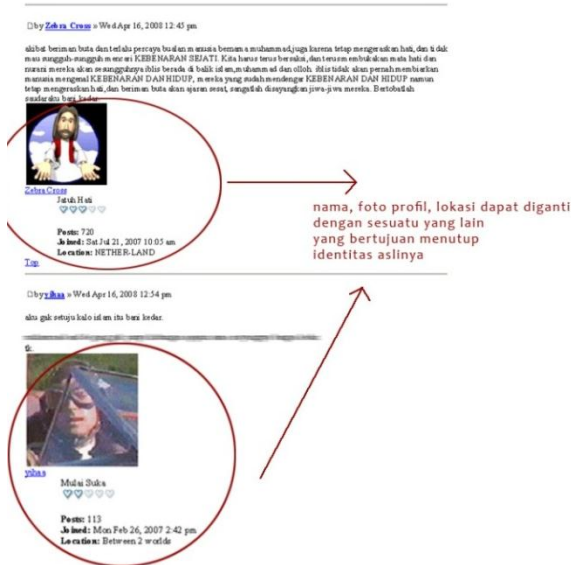 by Zebra Cross » Wed Apr 16, 2008 12:45 pm
akibat beriman buta dan terlalu percaya bualan manusia bernama muhammad,juga karena tetap mengeraskan hati,dan tidak
mau sungguh-sungguh mencari KEBENARAN SEJATI. Kita harus terus bersaksi,dan terus membukakan mata hati dan
nurani mereka akan sesungguhnya iblis berada di balik islam,muhammad dan olloh. iblis tidak akan pernah membiarkan
manusia mengenal KEBENARAN DAN HIDUP, mereka yang sudah mendengar KEBENARAN DAN HIDUP namun
tetap mengeraskan hati,dan beriman buta akan ajaran sesat, sangatlah disayangkan jiwa-jiwa mereka. Bertobatlah
saudaraku bani kedar.
Zebra Cross
Jatuh Hati
Posts: 720
Joined: Sat Jul 21, 2007 10:05 am
Location: NETHER-LAND
Top
nama, foto profil, lokasi dapat diganti
dengan sesuatu yang lain
yang bertujuan menutup
identitas aslinya
by yihaa » Wed Apr 16, 2008 12:54 pm
aku gak setuju kalo islam itu bani kedar.
tk.
yihaa
Mulai Suka
Posts: 113
Joined: Mon Feb 26, 2007 2:42 pm
Location: Between 2 worlds